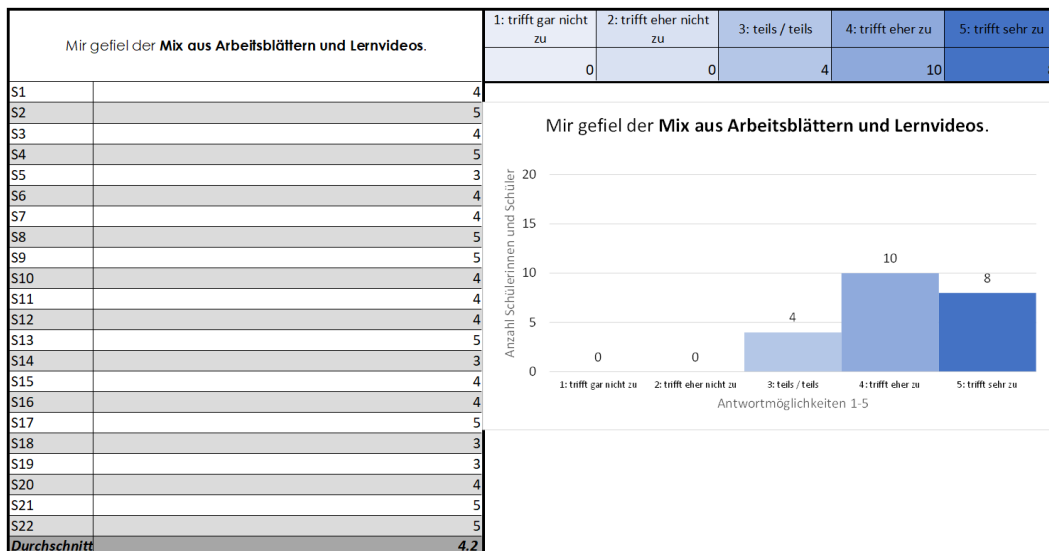 Mir gefiel der Mix aus Arbeitsblättern und Lernvideos.
1: trifft gar nicht zu
2: trifft eher nicht zu
3: teils / teils
4: trifft eher zu
5: trifft sehr zu
0
0
4
10
S1 4
S2 5
S3 4
S4 5
S5 3
S6 4
S7 4
S8 5
S9 5
S10 4
S11 4
S12 4
S13 5
S14 3
S15 4
S16 4
S17 5
S18 3
S19 3
S20 4
S21 5
S22 5
Durchschnitt 4.2
Mir gefiel der Mix aus Arbeitsblättern und Lernvideos.
Anzahl Schülerinnen und Schüler
20
15
10
5
0
0
0
4
10
8
1: trifft gar nicht zu
2: trifft eher nicht zu
3: teils / teils
4: trifft eher zu
5: trifft sehr zu
Antwortmöglichkeiten 1-5